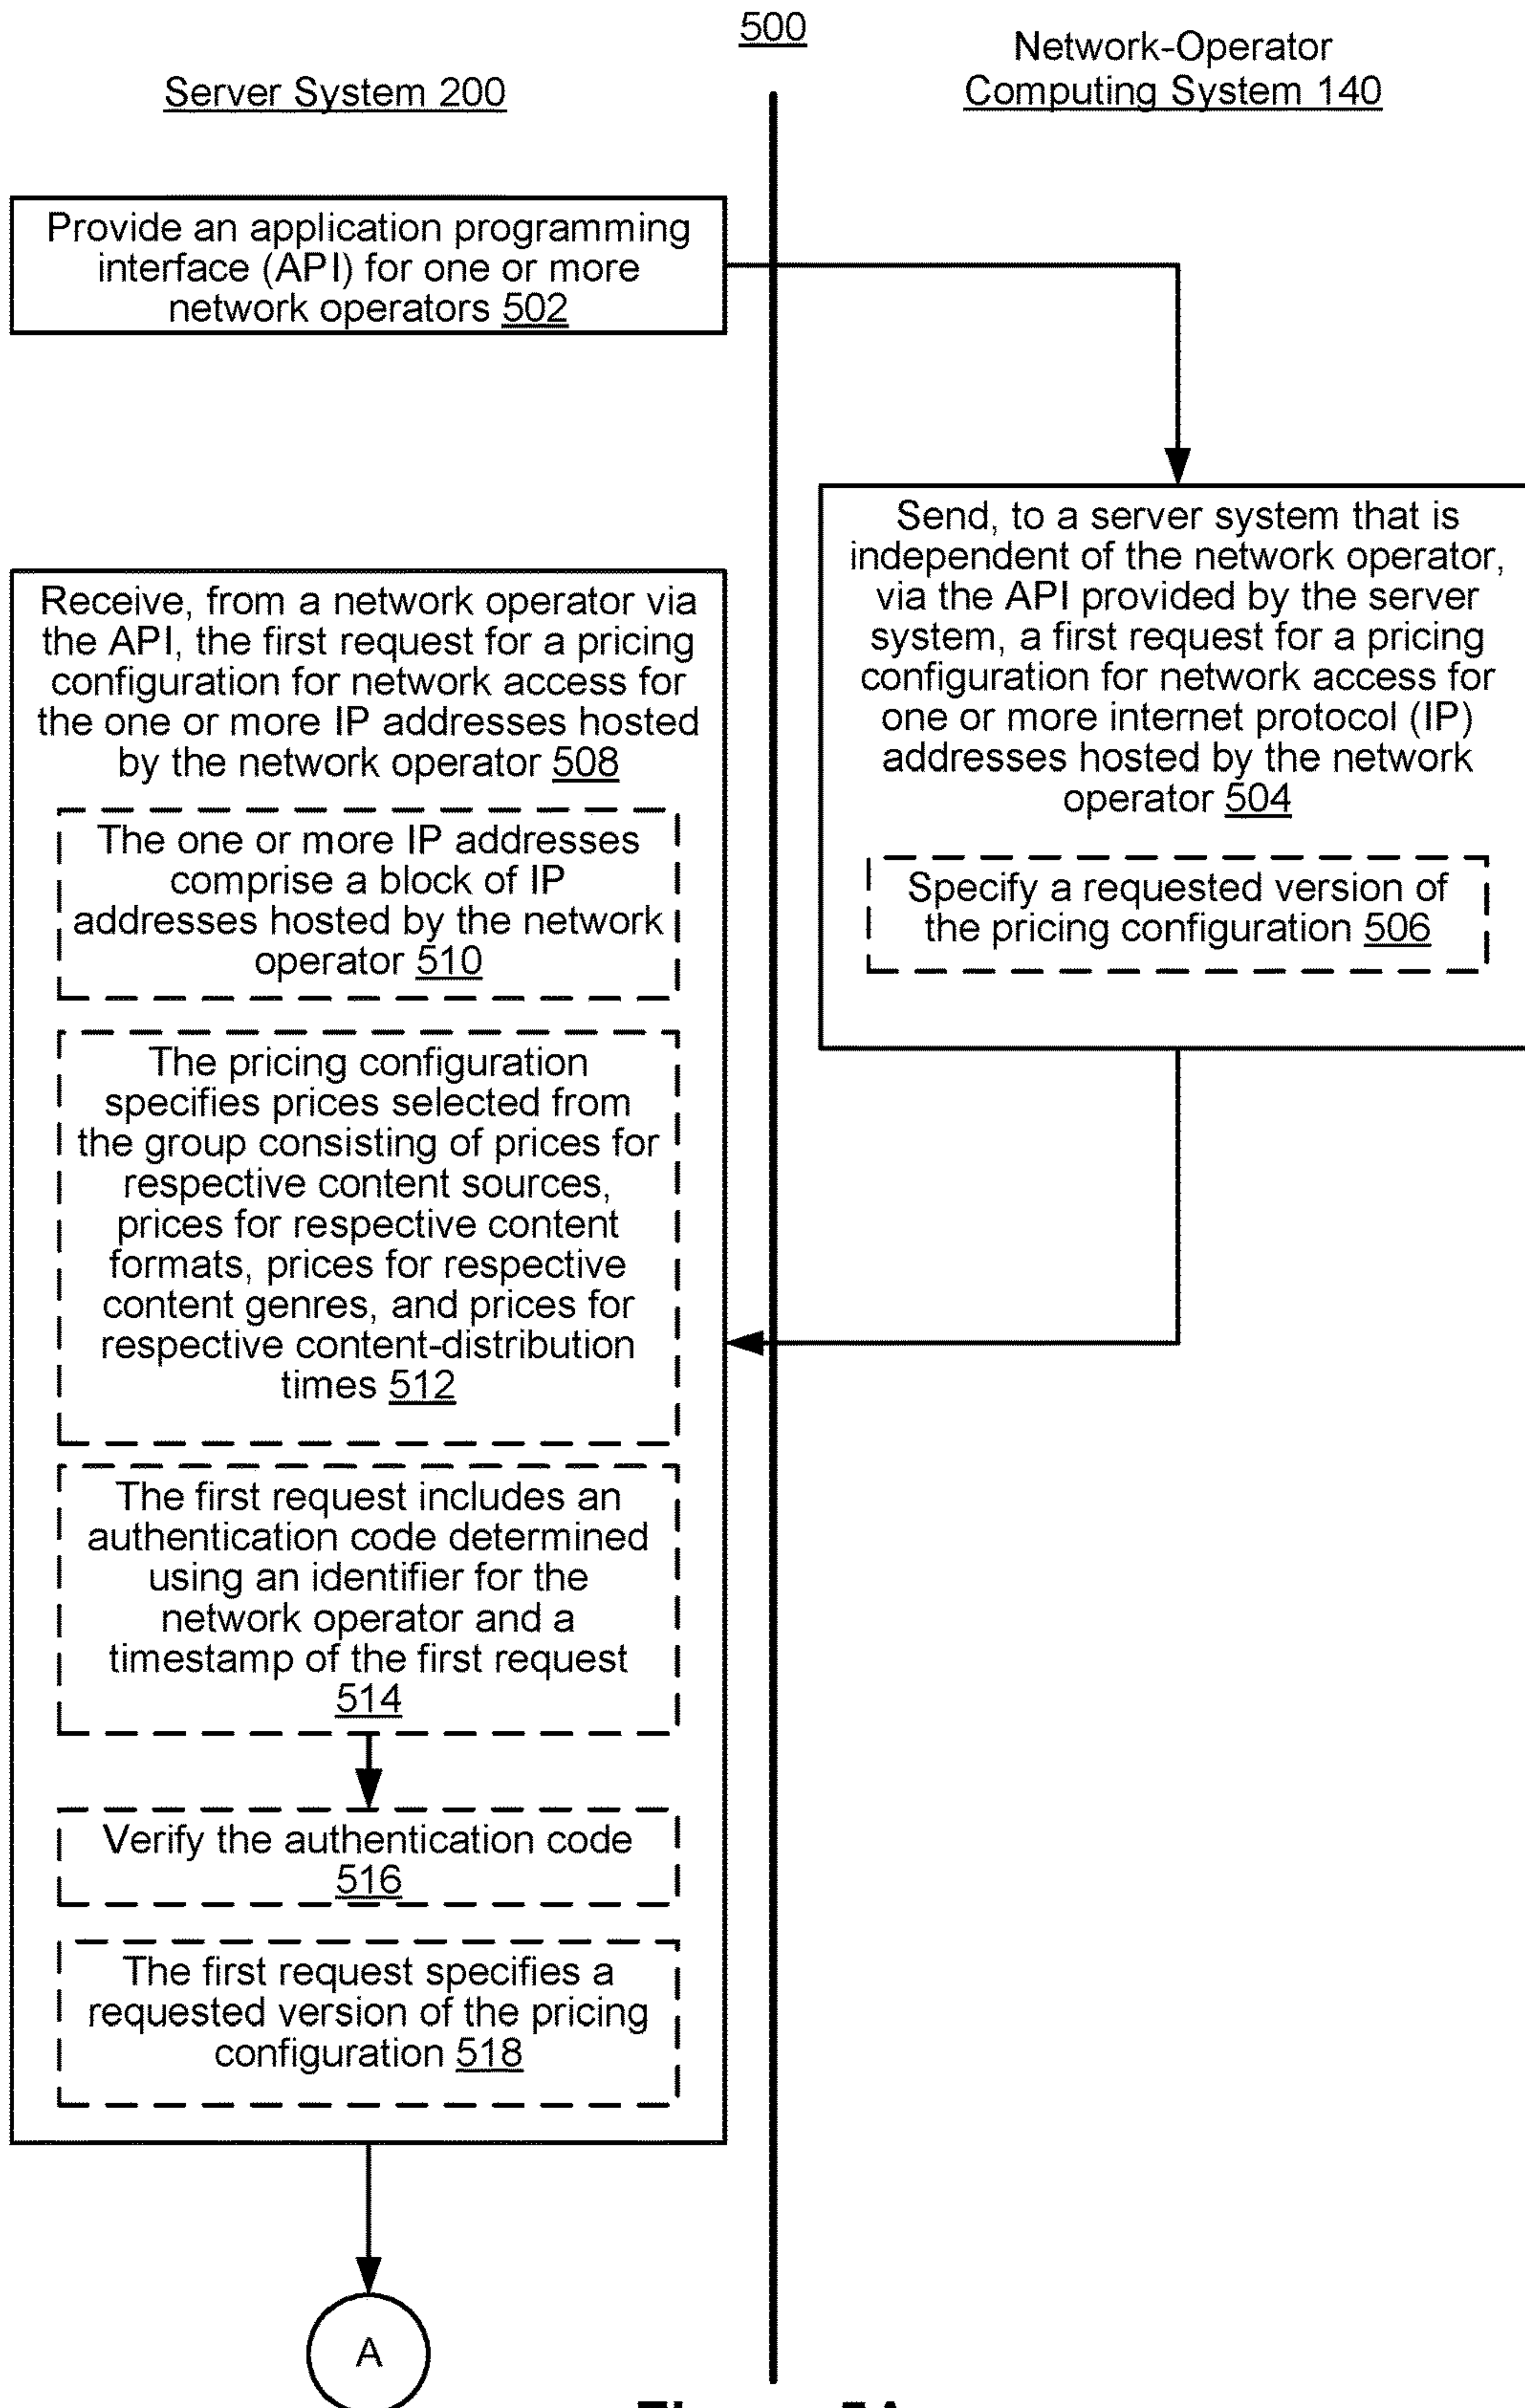 500
Server System 200
Network-Operator
Computing System 140
Provide an application programming
interface (API) for one or more
network operators 502
Send, to a server system that is
independent of the network operator,
via the API provided by the server
system, a first request for a pricing
configuration for network access for
one or more internet protocol (IP)
addresses hosted by the network
operator 504
Specify a requested version of
the pricing configuration 506
Receive, from a network operator via
the API, the first request for a pricing
configuration for network access for
the one or more IP addresses hosted
by the network operator 508
The one or more IP addresses
comprise a block of IP
addresses hosted by the network
operator 510
The pricing configuration
specifies prices selected from
the group consisting of prices for
respective content sources,
prices for respective content
formats, prices for respective
content genres, and prices for
respective content-distribution
times 512
The first request includes an
authentication code determined
using an identifier for the
network operator and a
timestamp of the first request
514
Verify the authentication code
516
The first request specifies a
requested version of the pricing
configuration 518
A